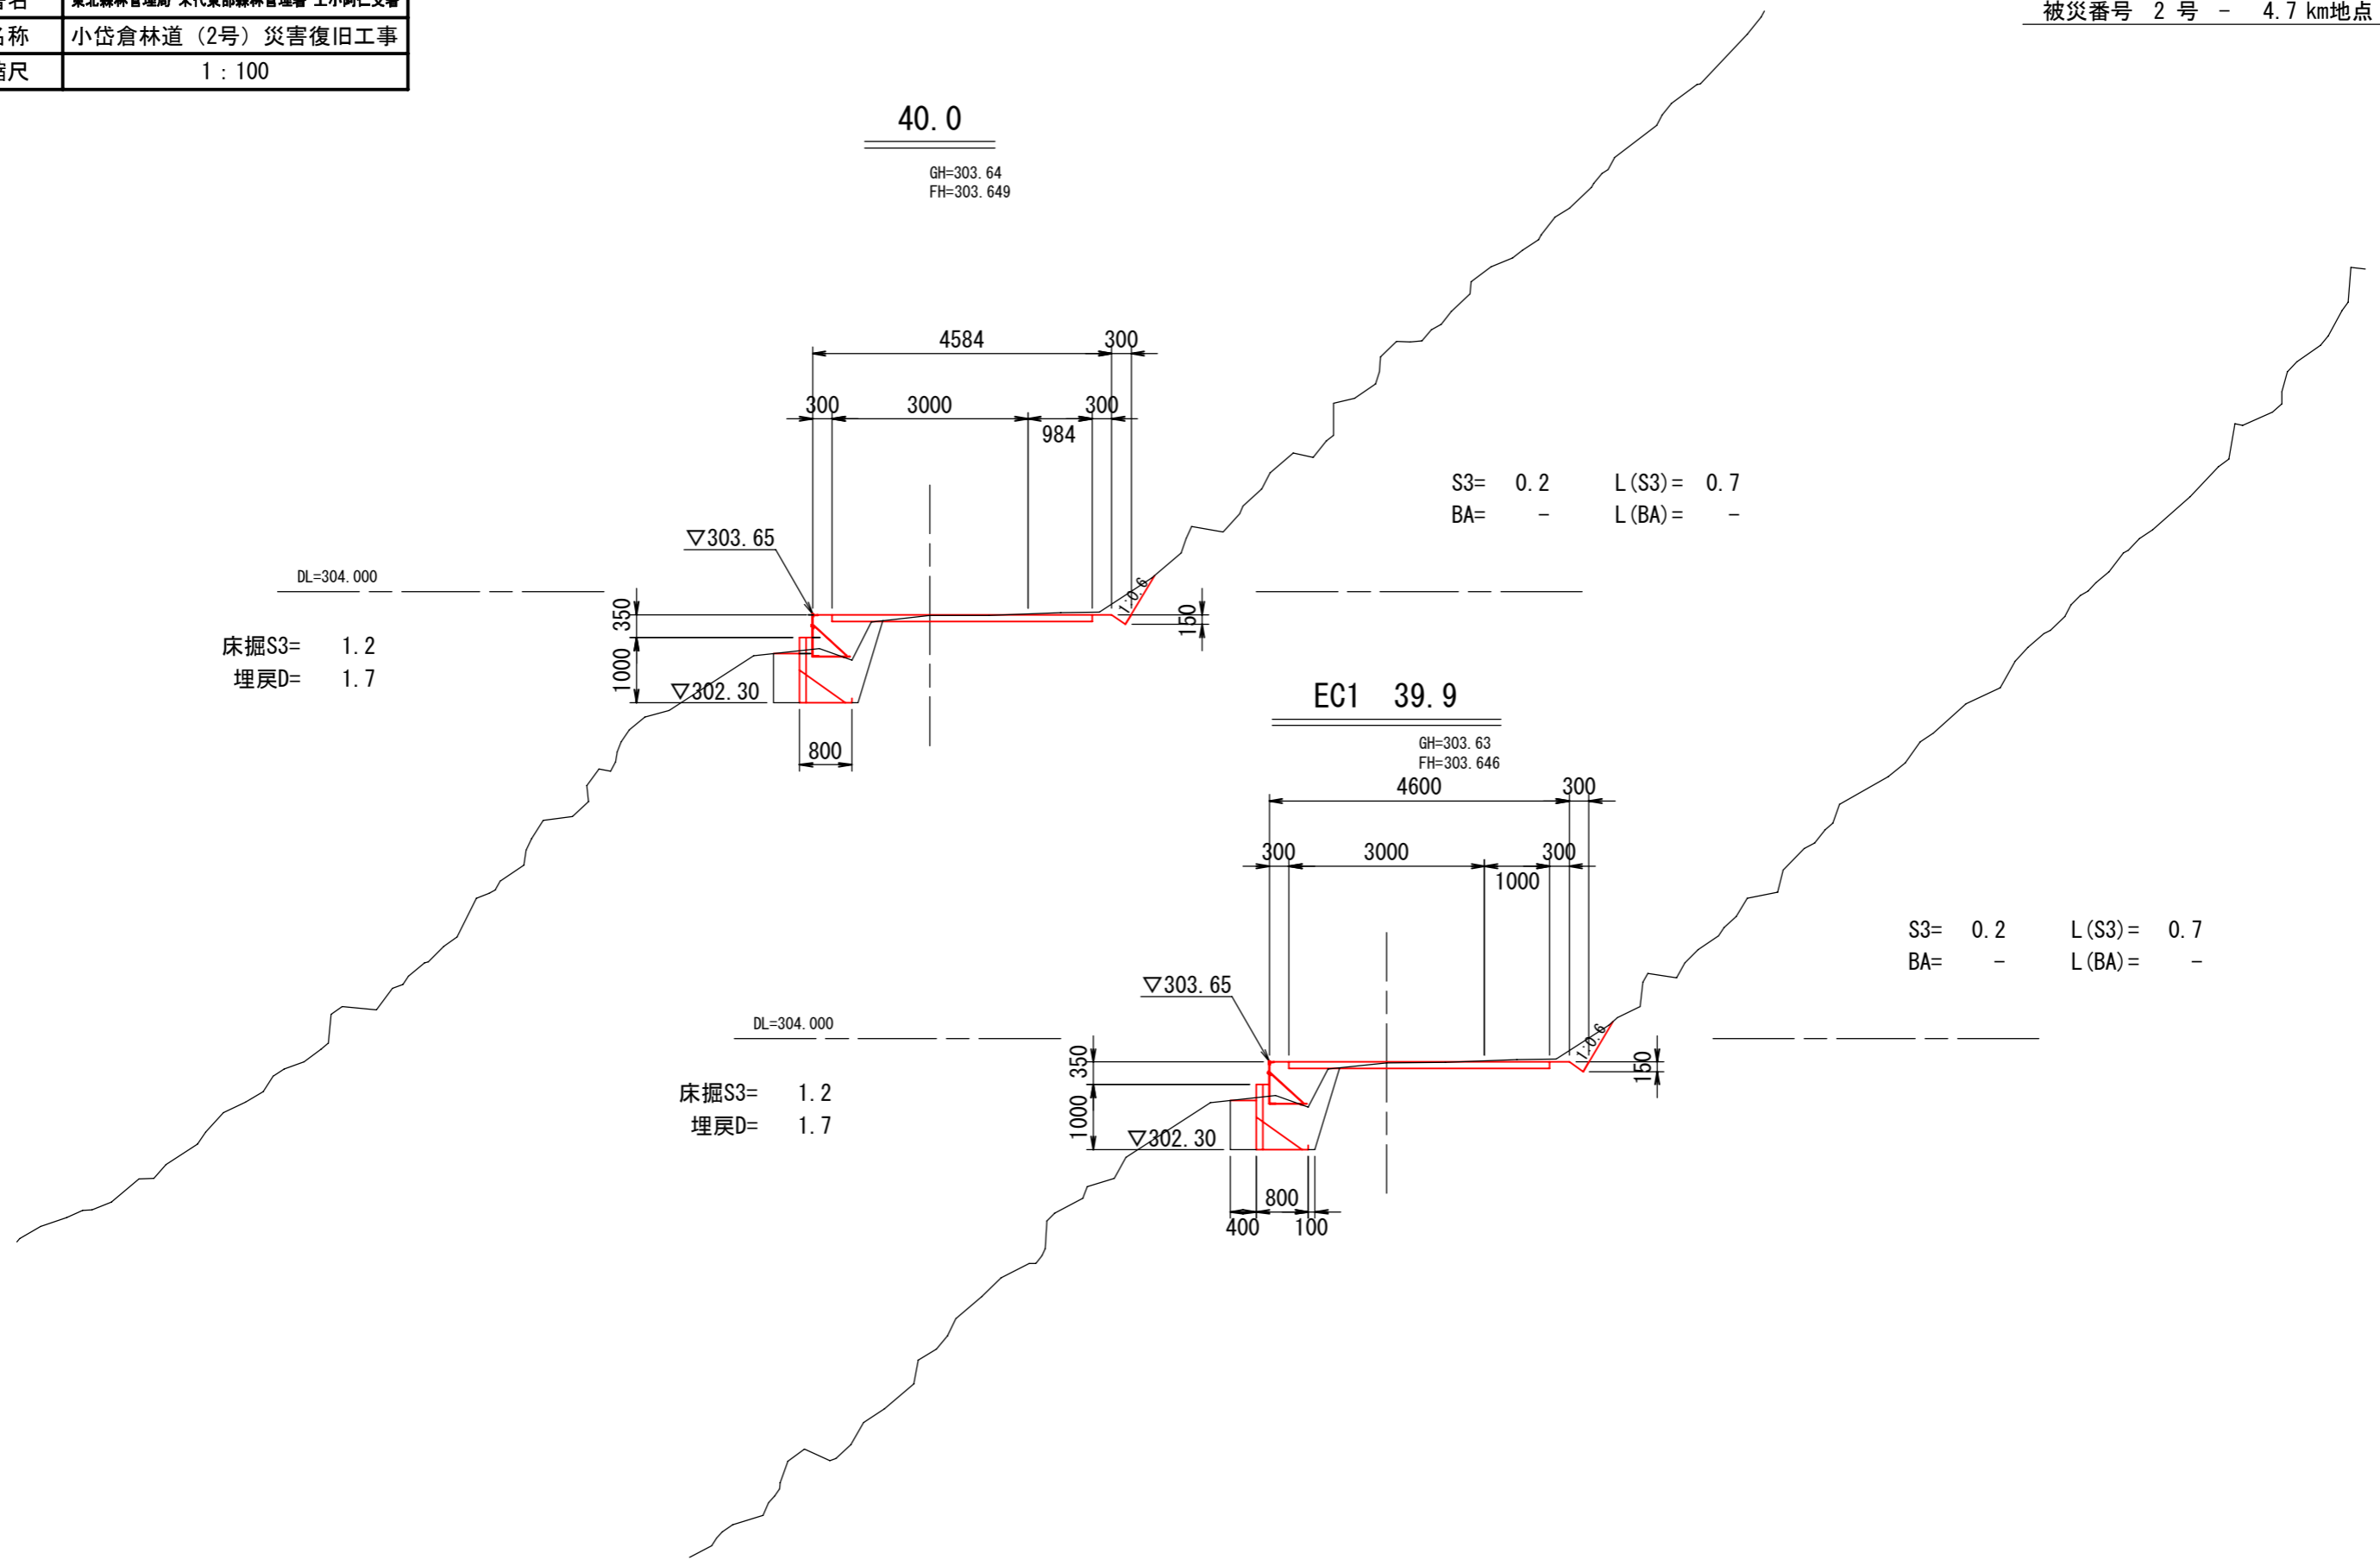 名称 小岱倉林道（2号）災害復旧工事
縮尺 1：100
被災番号 2 号 - 4.7 km地点
40.0
GH=303.64
FH=303.649
4584 300
300 3000 300
984
S3= 0.2 L(S3)= 0.7
BA= - L(BA)= -
▽303.65
DL=304.000
1:0.6
350
150
床掘S3= 1.2
埋戻D= 1.7
1000
▽302.30
800
EC1 39.9
GH=303.63
FH=303.646
4600 300
300 3000 300
1000
S3= 0.2 L(S3)= 0.7
BA= - L(BA)= -
▽303.65
DL=304.000
1:0.6
350
150
床掘S3= 1.2
埋戻D= 1.7
1000
▽302.30
800
400 100